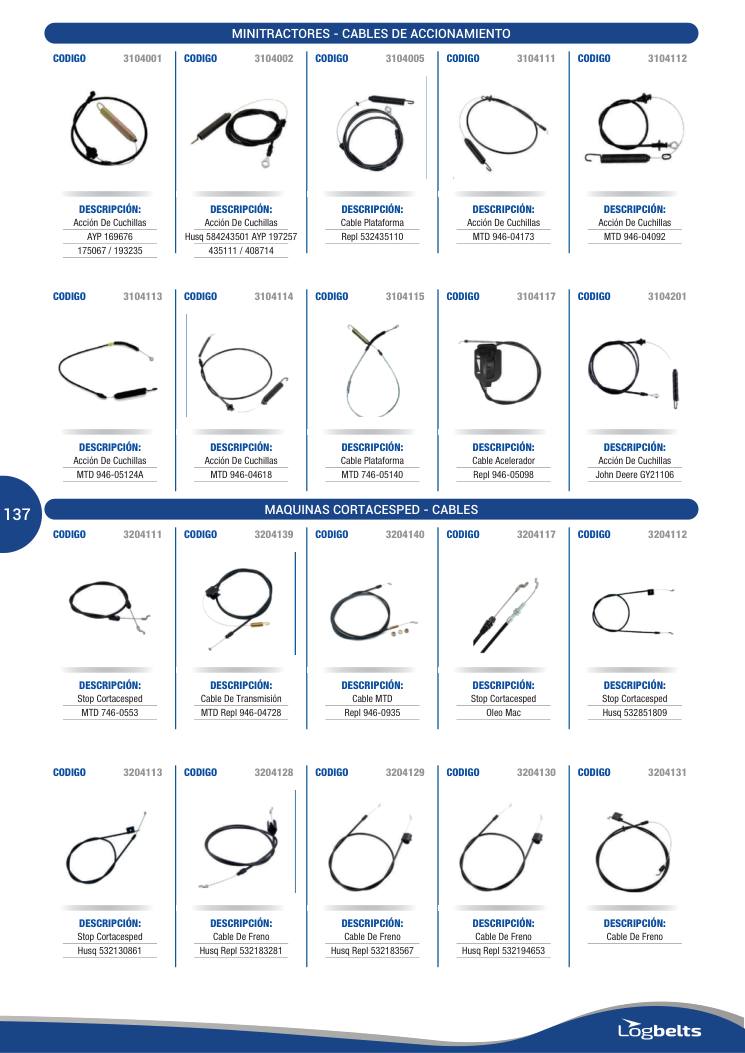 MINITRACTORES - CABLES DE ACCIONAMIENTO
CODIGO 3104001
DESCRIPCIÓN:
Acción De Cuchillas
AYP 169676
175067 / 193235
CODIGO 3104002
DESCRIPCIÓN:
Acción De Cuchillas
Husq 584243501 AYP 197257
435111 / 408714
CODIGO 3104005
DESCRIPCIÓN:
Cable Plataforma
Repl 532435110
CODIGO 3104111
DESCRIPCIÓN:
Acción De Cuchillas
MTD 946-04173
CODIGO 3104112
DESCRIPCIÓN:
Acción De Cuchillas
MTD 946-04092
CODIGO 3104113
DESCRIPCIÓN:
Acción De Cuchillas
MTD 946-05124A
CODIGO 3104114
DESCRIPCIÓN:
Acción De Cuchillas
MTD 946-04618
CODIGO 3104115
DESCRIPCIÓN:
Cable Plataforma
MTD 746-05140
CODIGO 3104117
DESCRIPCIÓN:
Cable Acelerador
Repl 946-05098
CODIGO 3104201
DESCRIPCIÓN:
Acción De Cuchillas
John Deere GY21106
137
MAQUINAS CORTACESPED - CABLES
CODIGO 3204111
DESCRIPCIÓN:
Stop Cortacesped
MTD 746-0553
CODIGO 3204139
DESCRIPCIÓN:
Cable De Transmisión
MTD Repl 946-04728
CODIGO 3204140
DESCRIPCIÓN:
Cable MTD
Repl 946-0935
CODIGO 3204117
DESCRIPCIÓN:
Stop Cortacesped
Oleo Mac
CODIGO 3204112
DESCRIPCIÓN:
Stop Cortacesped
Husq 532851809
CODIGO 3204113
DESCRIPCIÓN:
Stop Cortacesped
Husq 532130861
CODIGO 3204128
DESCRIPCIÓN:
Cable De Freno
Husq Repl 532183281
CODIGO 3204129
DESCRIPCIÓN:
Cable De Freno
Husq Repl 532183567
CODIGO 3204130
DESCRIPCIÓN:
Cable De Freno
Husq Repl 532194653
CODIGO 3204131
DESCRIPCIÓN:
Cable De Freno
Logbelts